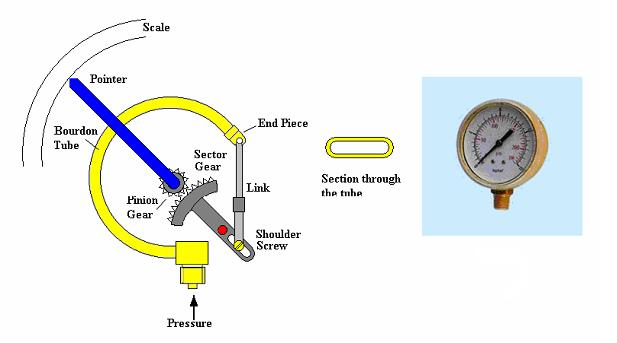 Scale
Pointer
Bourdon
Tube
End Piece
Sector
Gear
Section through
the tube
Pinion
Gear
Link
Shoulder
Screw
Pressure